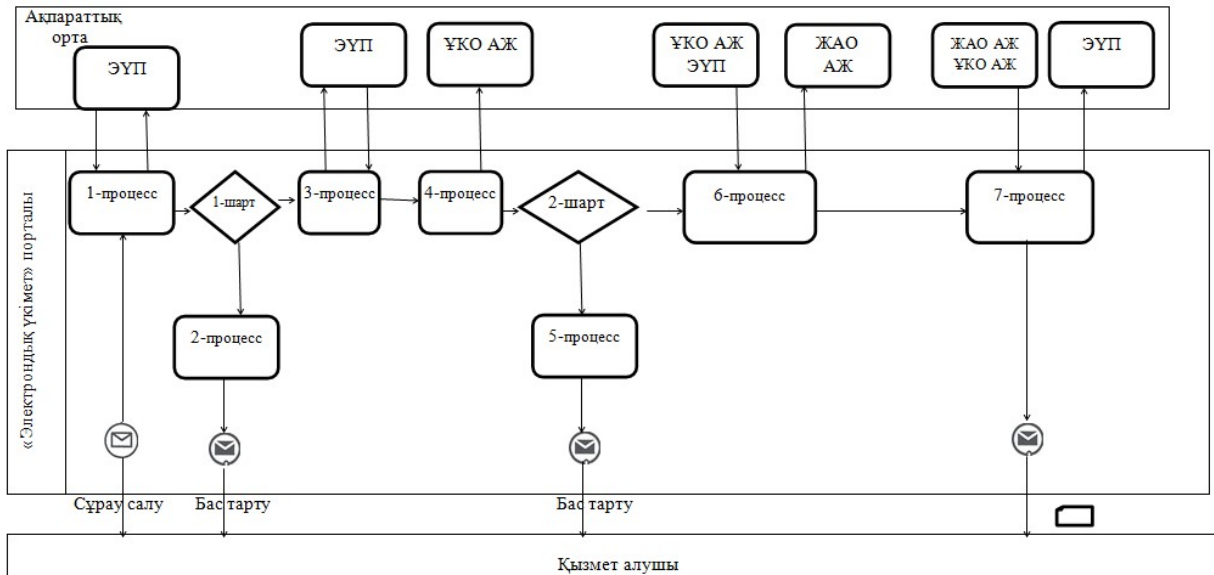 Ақпараттық
орта
ЭҮП
ЭҮП
ҰКО АЖ
ҰКО АЖ
ЭҮП
ЖАО
АЖ
ЖАО АЖ
ҰКО АЖ
ЭҮП
«Электрондық үкімет» порталы
1-процесс
1-шарт
3-процесс
4-процесс
2-шарт
6-процесс
7-процесс
2-процесс
5-процесс
Сұрау салу
Бас тарту
Бас тарту
Қызмет алушы